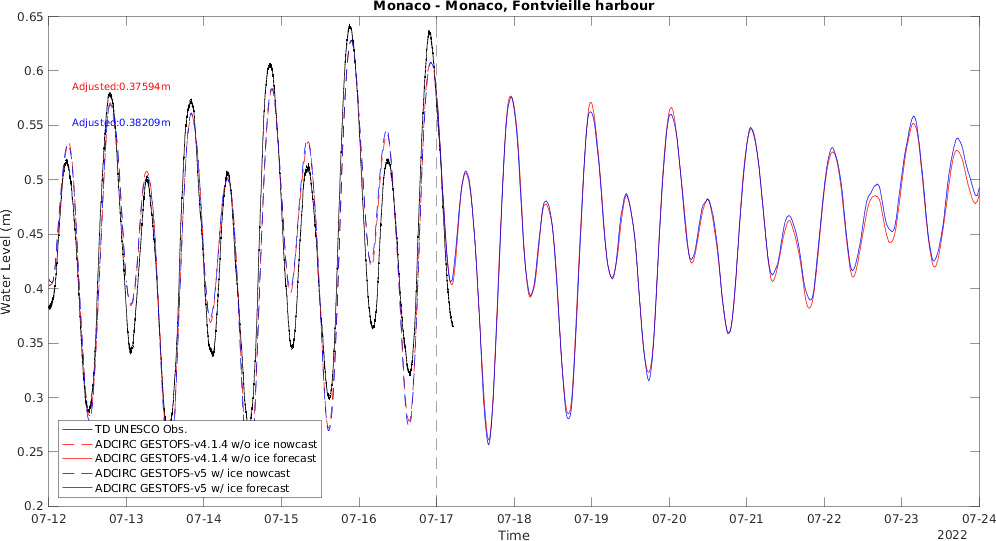 Monaco - Monaco, Fontvieille harbour
Water Level (m)
0.65
0.6
0.55
0.5
0.45
0.4
0.35
0.3
0.25
0.2
Adjusted:0.37594m
Adjusted:0.38209m
TD UNESCO Obs.
ADCIRC GESTOFS-v4.1.4 w/o ice nowcast
ADCIRC GESTOFS-v4.1.4 w/o ice forecast
ADCIRC GESTOFS-v5 w/ ice nowcast
ADCIRC GESTOFS-v5 w/ ice forecast
07-12 07-13 07-14 07-15 07-16 07-17 07-18 07-19 07-20 07-21 07-22 07-23 07-24
Time
2022